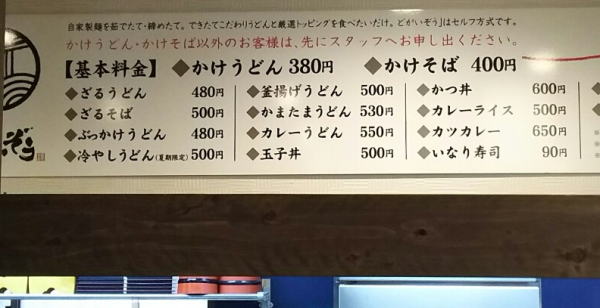 自家製麺を茹でたて・締めたて。できたてこだわりうどんと厳選トッピングを食べたいだけ。どがいぞう」はセルフ方式です。
かけうどん・かけそば以外のお客様は、先にスタッフへお申し出ください。
【基本料金】 ◆かけうどん 380円 ◆かけそば 400円
◆ざるうどん 480円
◆ざるそば 500円
◆ぶっかけうどん 480円
◆冷やしうどん(夏期限定) 500円
◆釜揚げうどん 500円
◆かまたまうどん 530円
◆カレーうどん 550円
◆玉子丼 500円
◆かつ丼 600円
◆カレーライス 500円
◆カツカレー 650円
◆いなり寿司 90円
ぞう